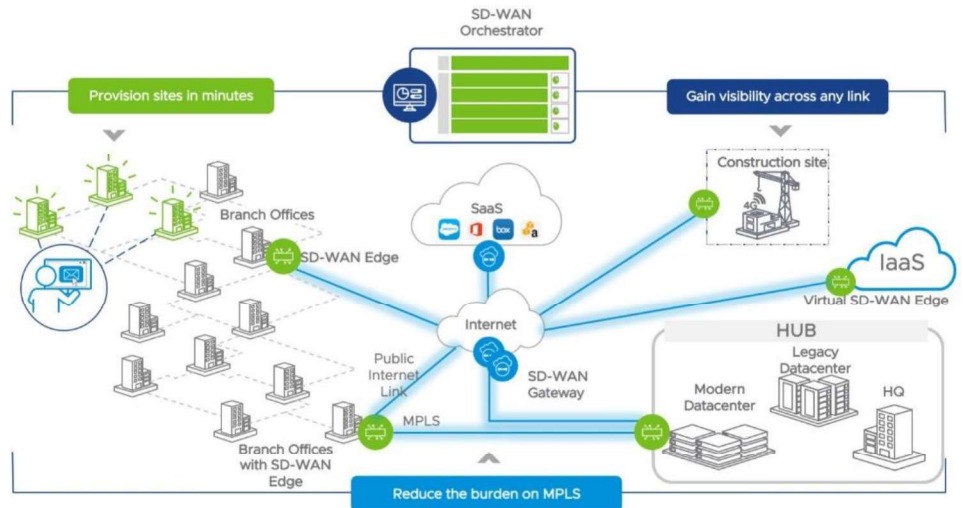 SD-WAN
Orchestrator
Provision sites in minutes
Gain visibility across any link
Construction site
4G
Branch Offices
SaaS
box
a
SD-WAN Edge
IaaS
Virtual SD-WAN Edge
Internet
HUB
Public
Internet
Link
SD-WAN
Gateway
Legacy
Datacenter
Modern
Datacenter
HQ
MPLS
Branch Offices
with SD-WAN
Edge
Reduce the burden on MPLS